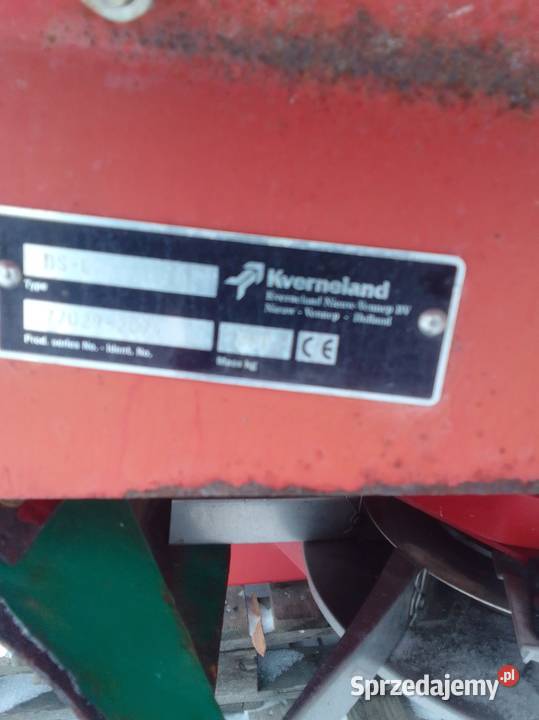 DS-L
Type
Kverneland
Kverneland Nieuw-Vennep BV
Nieuw - Vennep - Holland
Prod. series No. - Ident. No.
Mass kg
CE
Sprzedajemy.pl